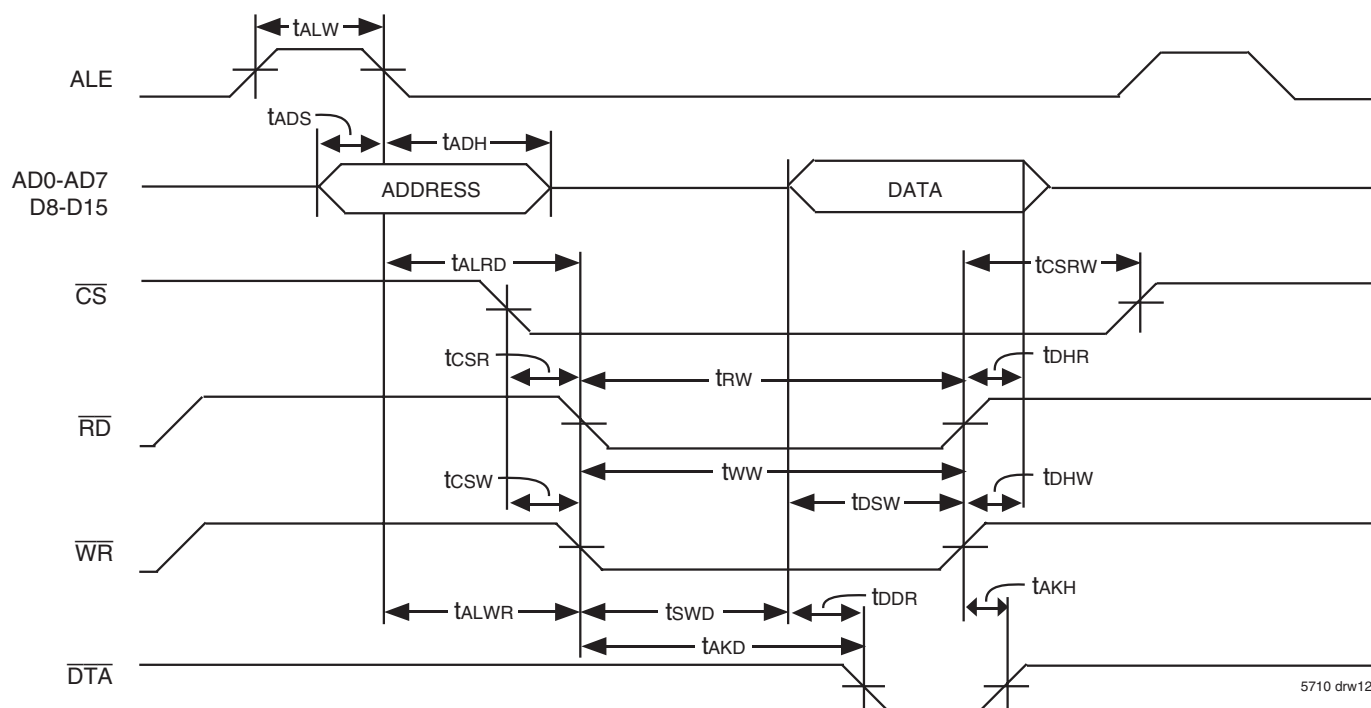 tALW
ALE
tADS
tADH
AD0-AD7
D8-D15
ADDRESS
DATA
tALRD
tCSRW
CS
tCSR
tRW
tDHR
RD
tCSW
tWW
tDHW
tDSW
WR
tALWR
tSWD
tDDR
tAKH
tAKD
DTA
5710 drw12